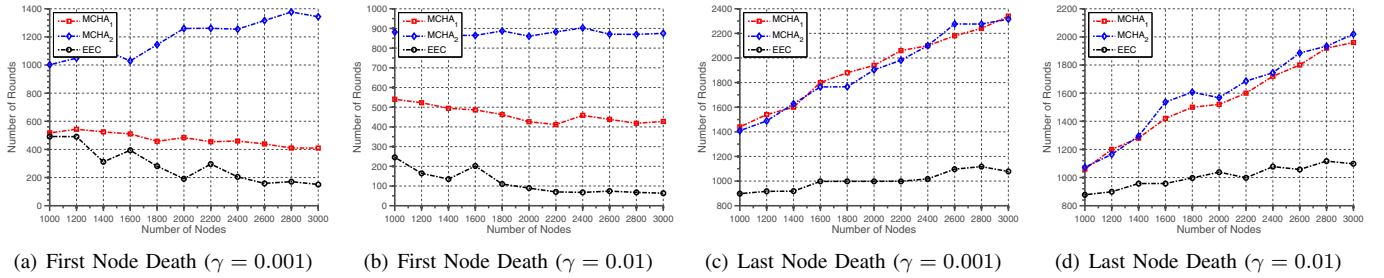 1400
1200
1000
800
600
400
200
0
Number of Rounds
MCHA1
MCHA2
EEC
1000 1200 1400 1600 1800 2000 2200 2400 2600 2800 3000
Number of Nodes
(a) First Node Death (γ = 0.001)
1000
900
800
700
600
500
400
300
200
100
0
Number of Rounds
MCHA1
MCHA2
EEC
1000 1200 1400 1600 1800 2000 2200 2400 2600 2800 3000
Number of Nodes
(b) First Node Death (γ = 0.01)
2400
2200
2000
1800
1600
1400
1200
1000
800
Number of Rounds
MCHA1
MCHA2
EEC
1000 1200 1400 1600 1800 2000 2200 2400 2600 2800 3000
Number of Nodes
(c) Last Node Death (γ = 0.001)
2000
1800
1600
1400
1200
1000
800
Number of Rounds
MCHA1
MCHA2
EEC
1000 1200 1400 1600 1800 2000 2200 2400 2600 2800 3000
Number of Nodes
(d) Last Node Death (γ = 0.01)